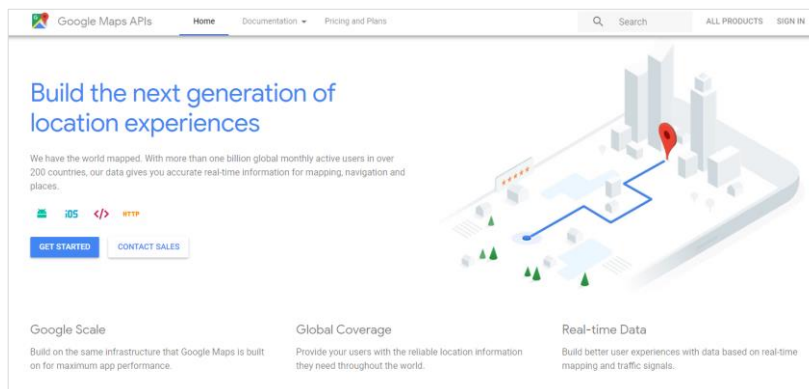 Google Maps APIs Home Documentation Pricing and Plans Search ALL PRODUCTS SIGN IN
Build the next generation of
location experiences
We have the world mapped. With more than one billion global monthly active users in over
200 countries, our data gives you accurate real-time information for mapping, navigation and
places.
iOS </> HTTP
GET STARTED CONTACT SALES
Google Scale
Build on the same infrastructure that Google Maps is built
on for maximum app performance.
Global Coverage
Provide your users with the reliable location information
they need throughout the world.
Real-time Data
Build better user experiences with data based on real-time
mapping and traffic signals.